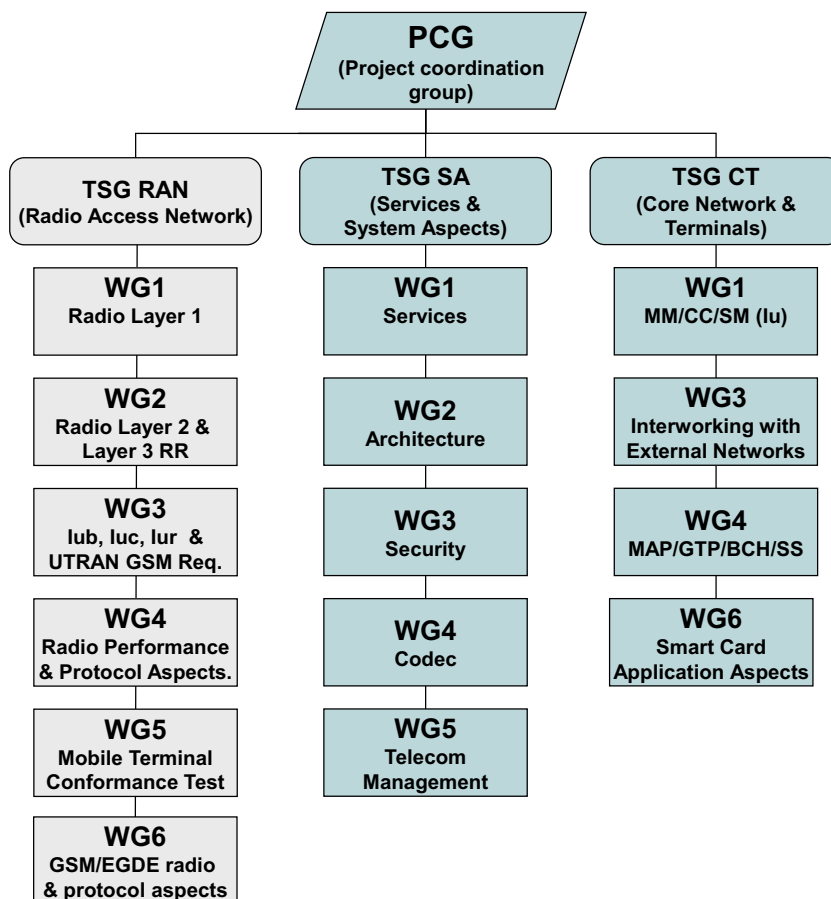 PCG
(Project coordination
group)
TSG RAN
(Radio Access Network)
WG1
Radio Layer 1
WG2
Radio Layer 2 &
Layer 3 RR
WG3
Iub, Iuc, Iur &
UTRAN GSM Req.
WG4
Radio Performance
& Protocol Aspects.
WG5
Mobile Terminal
Conformance Test
WG6
GSM/EGDE radio
& protocol aspects
TSG SA
(Services &
System Aspects)
WG1
Services
WG2
Architecture
WG3
Security
WG4
Codec
WG5
Telecom
Management
TSG CT
(Core Network &
Terminals)
WG1
MM/CC/SM (Iu)
WG3
Interworking with
External Networks
WG4
MAP/GTP/BCH/SS
WG6
Smart Card
Application Aspects